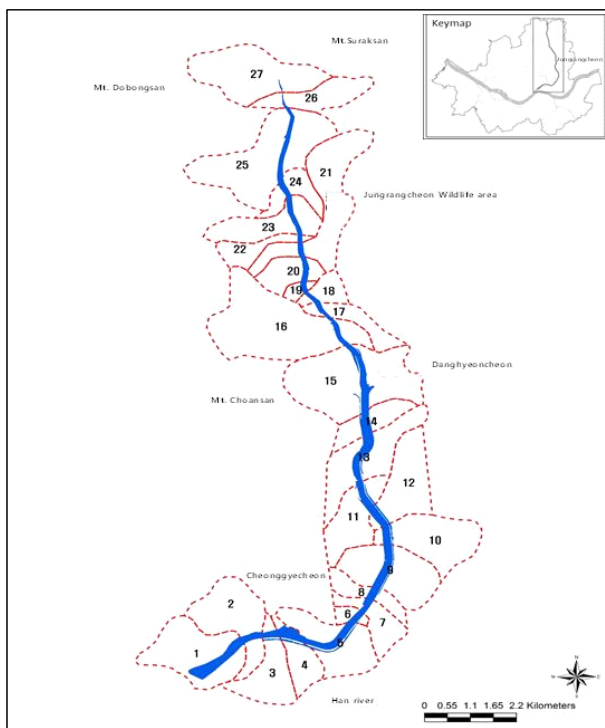 Keymap
Jungrangcheon
Mt.Suraksan
27
Mt. Dobongsan
26
25
21
24
Jungrangcheon Wildlife area
23
22
20
19
18
17
16
Danghyeoncheon
15
Mt. Choansan
14
13
12
11
10
Cheonggyecheon
9
8
2
6
7
5
1
4
3
Han river
N
W
E
S
0 0.55 1.1 1.65 2.2 Kilometers